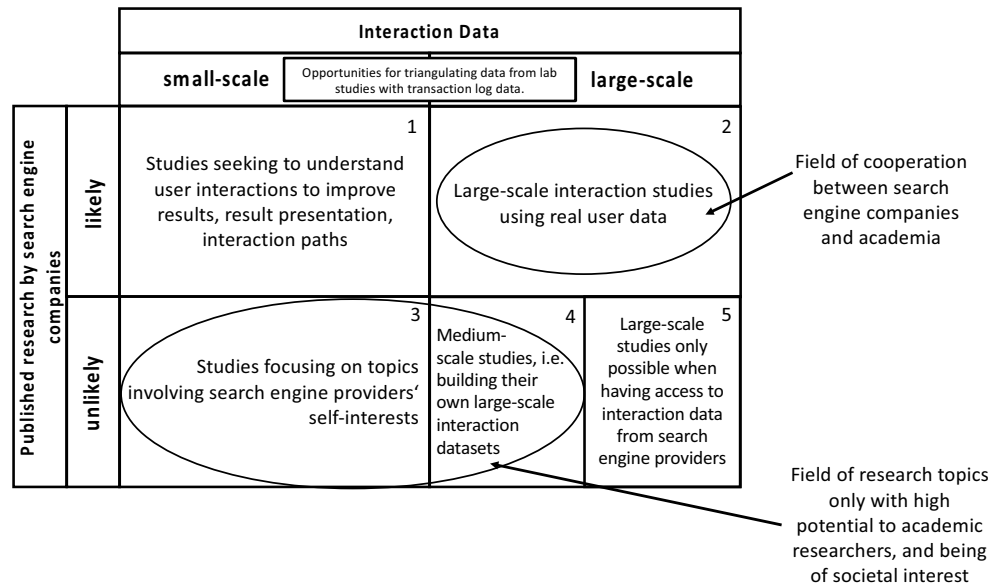 Interaction Data
small-scale
Opportunities for triangulating data from lab
studies with transaction log data.
large-scale
Published research by search engine
companies
likely
1
Studies seeking to understand
user interactions to improve
results, result presentation,
interaction paths
2
Large-scale interaction studies
using real user data
Field of cooperation
between search
engine companies
and academia
unlikely
3
Studies focusing on topics
involving search engine providers‘
self-interests
4
Medium-
scale studies, i.e.
building their
own large-scale
interaction
datasets
5
Large-scale
studies only
possible when
having access to
interaction data
from search
engine providers
Field of research topics
only with high
potential to academic
researchers, and being
of societal interest